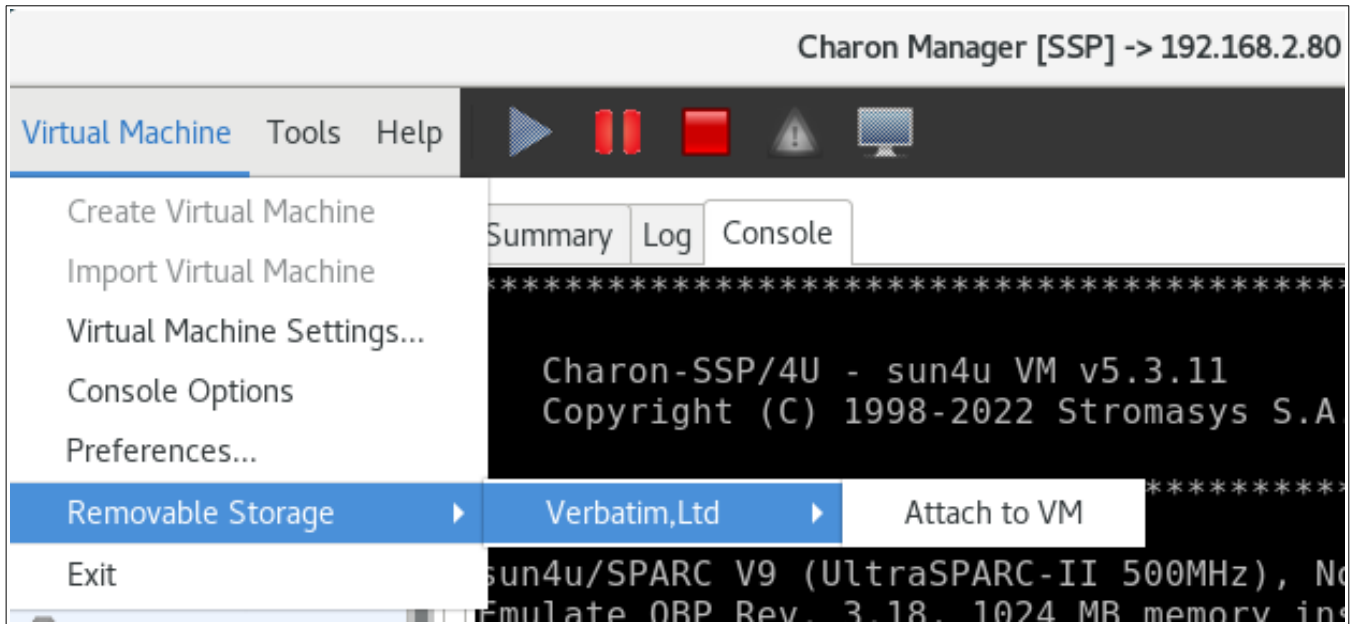 Charon Manager [SSP] -> 192.168.2.80
Virtual Machine Tools Help
Create Virtual Machine
Import Virtual Machine
Virtual Machine Settings...
Console Options
Preferences...
Removable Storage
Verbatim,Ltd
Attach to VM
Exit
Summary Log Console
*******************************************
Charon-SSP/4U - sun4u VM v5.3.11
Copyright (C) 1998-2022 Stromasys S.A.
**********
sun4u/SPARC V9 (UltraSPARC-II 500MHz), No
Emulate OBP Rev. 3.18, 1024 MB memory ins